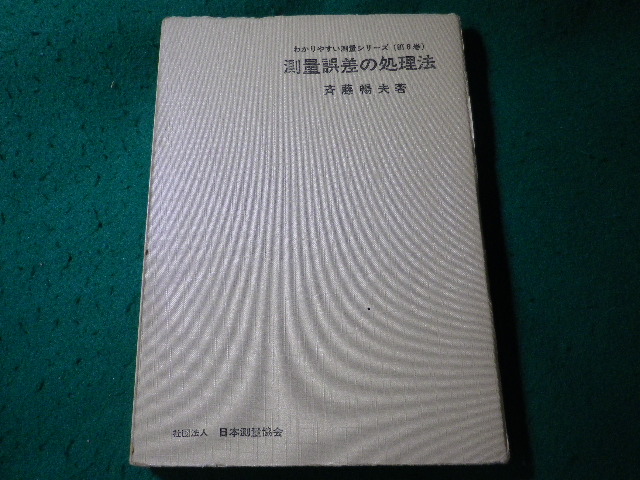 わかりやすい測量シリーズ（第8巻）
測量誤差の処理法
斉藤暢夫著
社団法人 日本測量協会